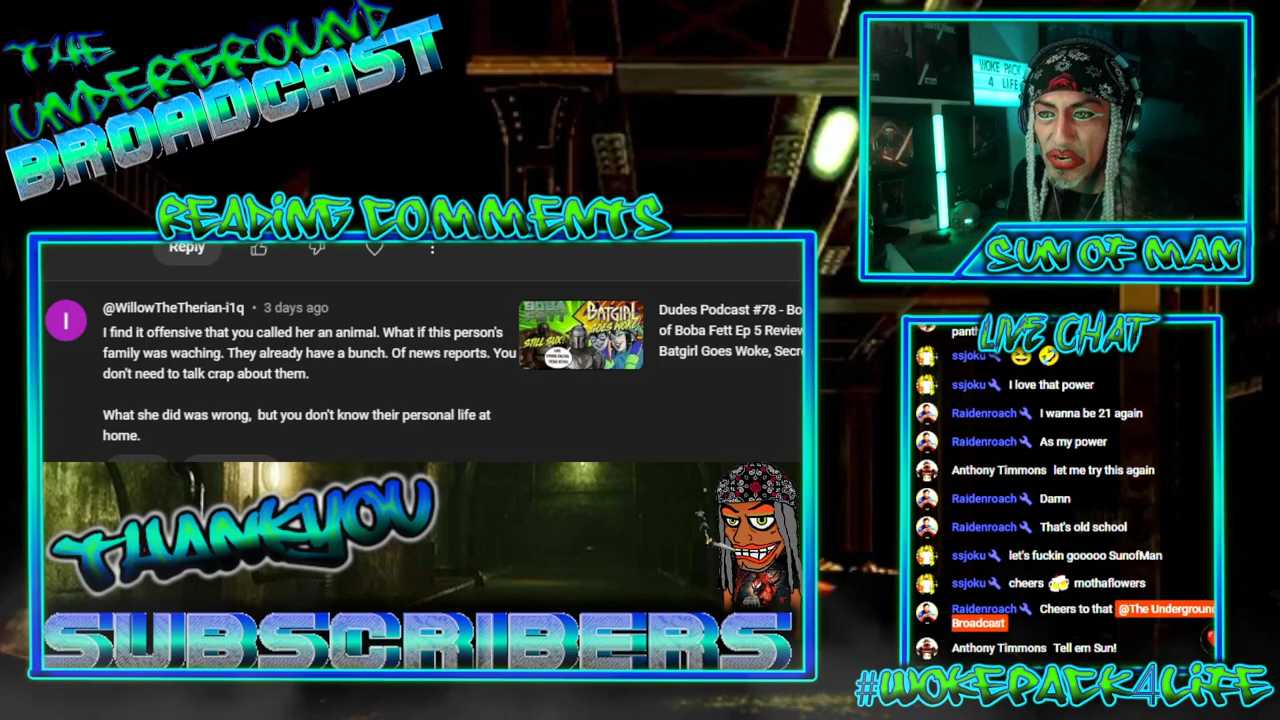 THE
UNDERGROUND
BROADCAST
WOKE PACK
4 LIFE
READING COMMENTS
Reply
@WillowTheTherian-i1q • 3 days ago
I find it offensive that you called her an animal. What if this person's
family was waching. They already have a bunch. Of news reports. You
don't need to talk crap about them.
What she did was wrong, but you don't know their personal life at
home.
I
BOBA
STILL SUX!
BATGIRL
GOES WOKE
Dudes Podcast #78 - Bo
of Boba Fett Ep 5 Review
Batgirl Goes Woke, Secr
THANKYOU
SUBSCRIBERS
SUN OF MAN
LIVE CHAT
pant
ssjoku
ssjoku I love that power
Raidenroach I wanna be 21 again
Raidenroach As my power
Anthony Timmons let me try this again
Raidenroach Damn
Raidenroach That's old school
ssjoku let's fuckin gooooo SunofMan
ssjoku cheers 🍻 mothaflowers
Raidenroach Cheers to that @The Underground
Broadcast
Anthony Timmons Tell em Sun!
#WOKEPACK4LIFE